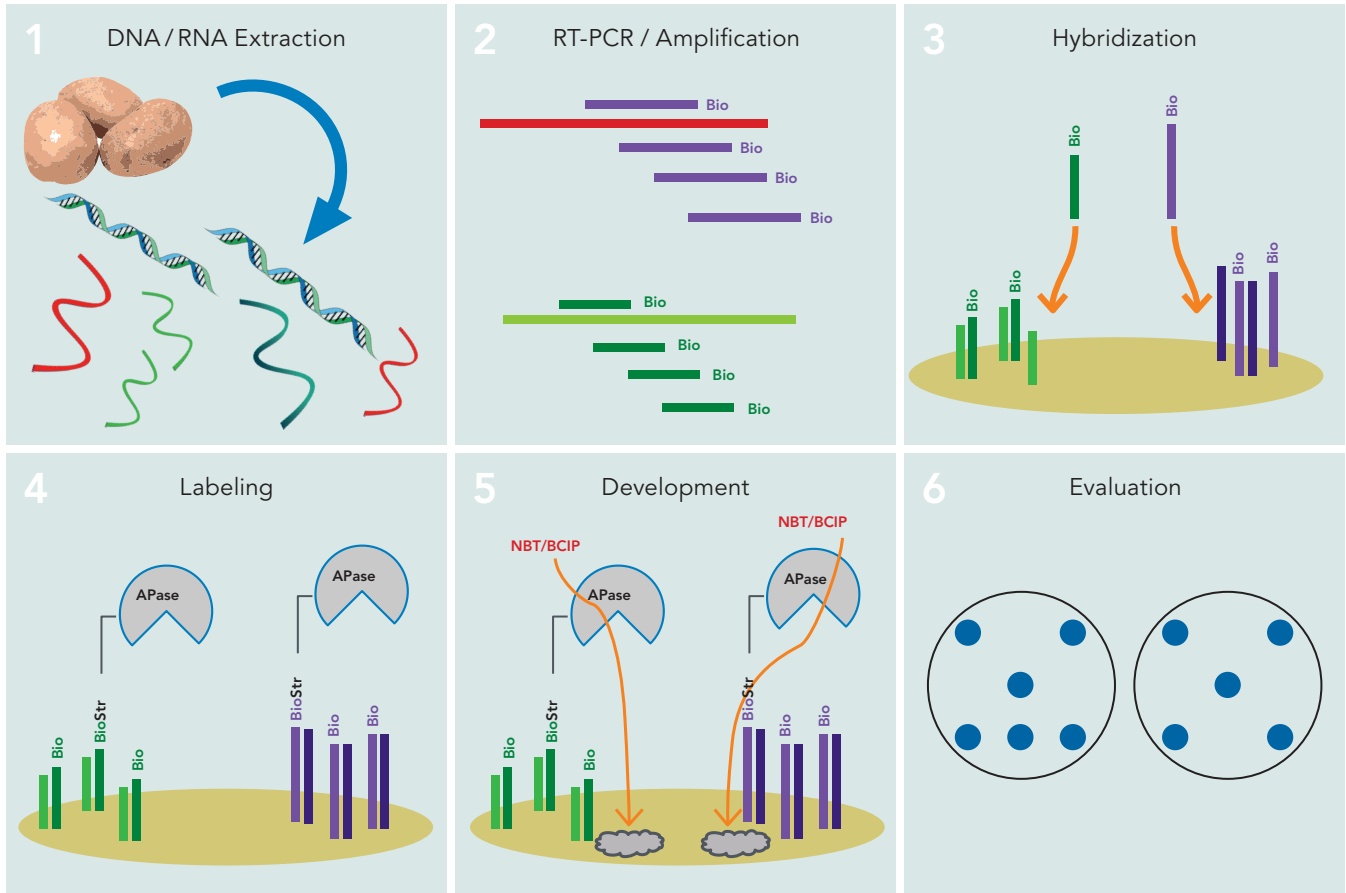 1
DNA / RNA Extraction
2
RT-PCR / Amplification
Bio
Bio
Bio
Bio
Bio
Bio
Bio
Bio
3
Hybridization
Bio
Bio
Bio
Bio
Bio
Bio
4
Labeling
APase
APase
Bio
BioStr
Bio
BioStr
Bio
Bio
5
Development
NBT/BCIP
NBT/BCIP
APase
APase
Bio
BioStr
Bio
BioStr
Bio
Bio
6
Evaluation